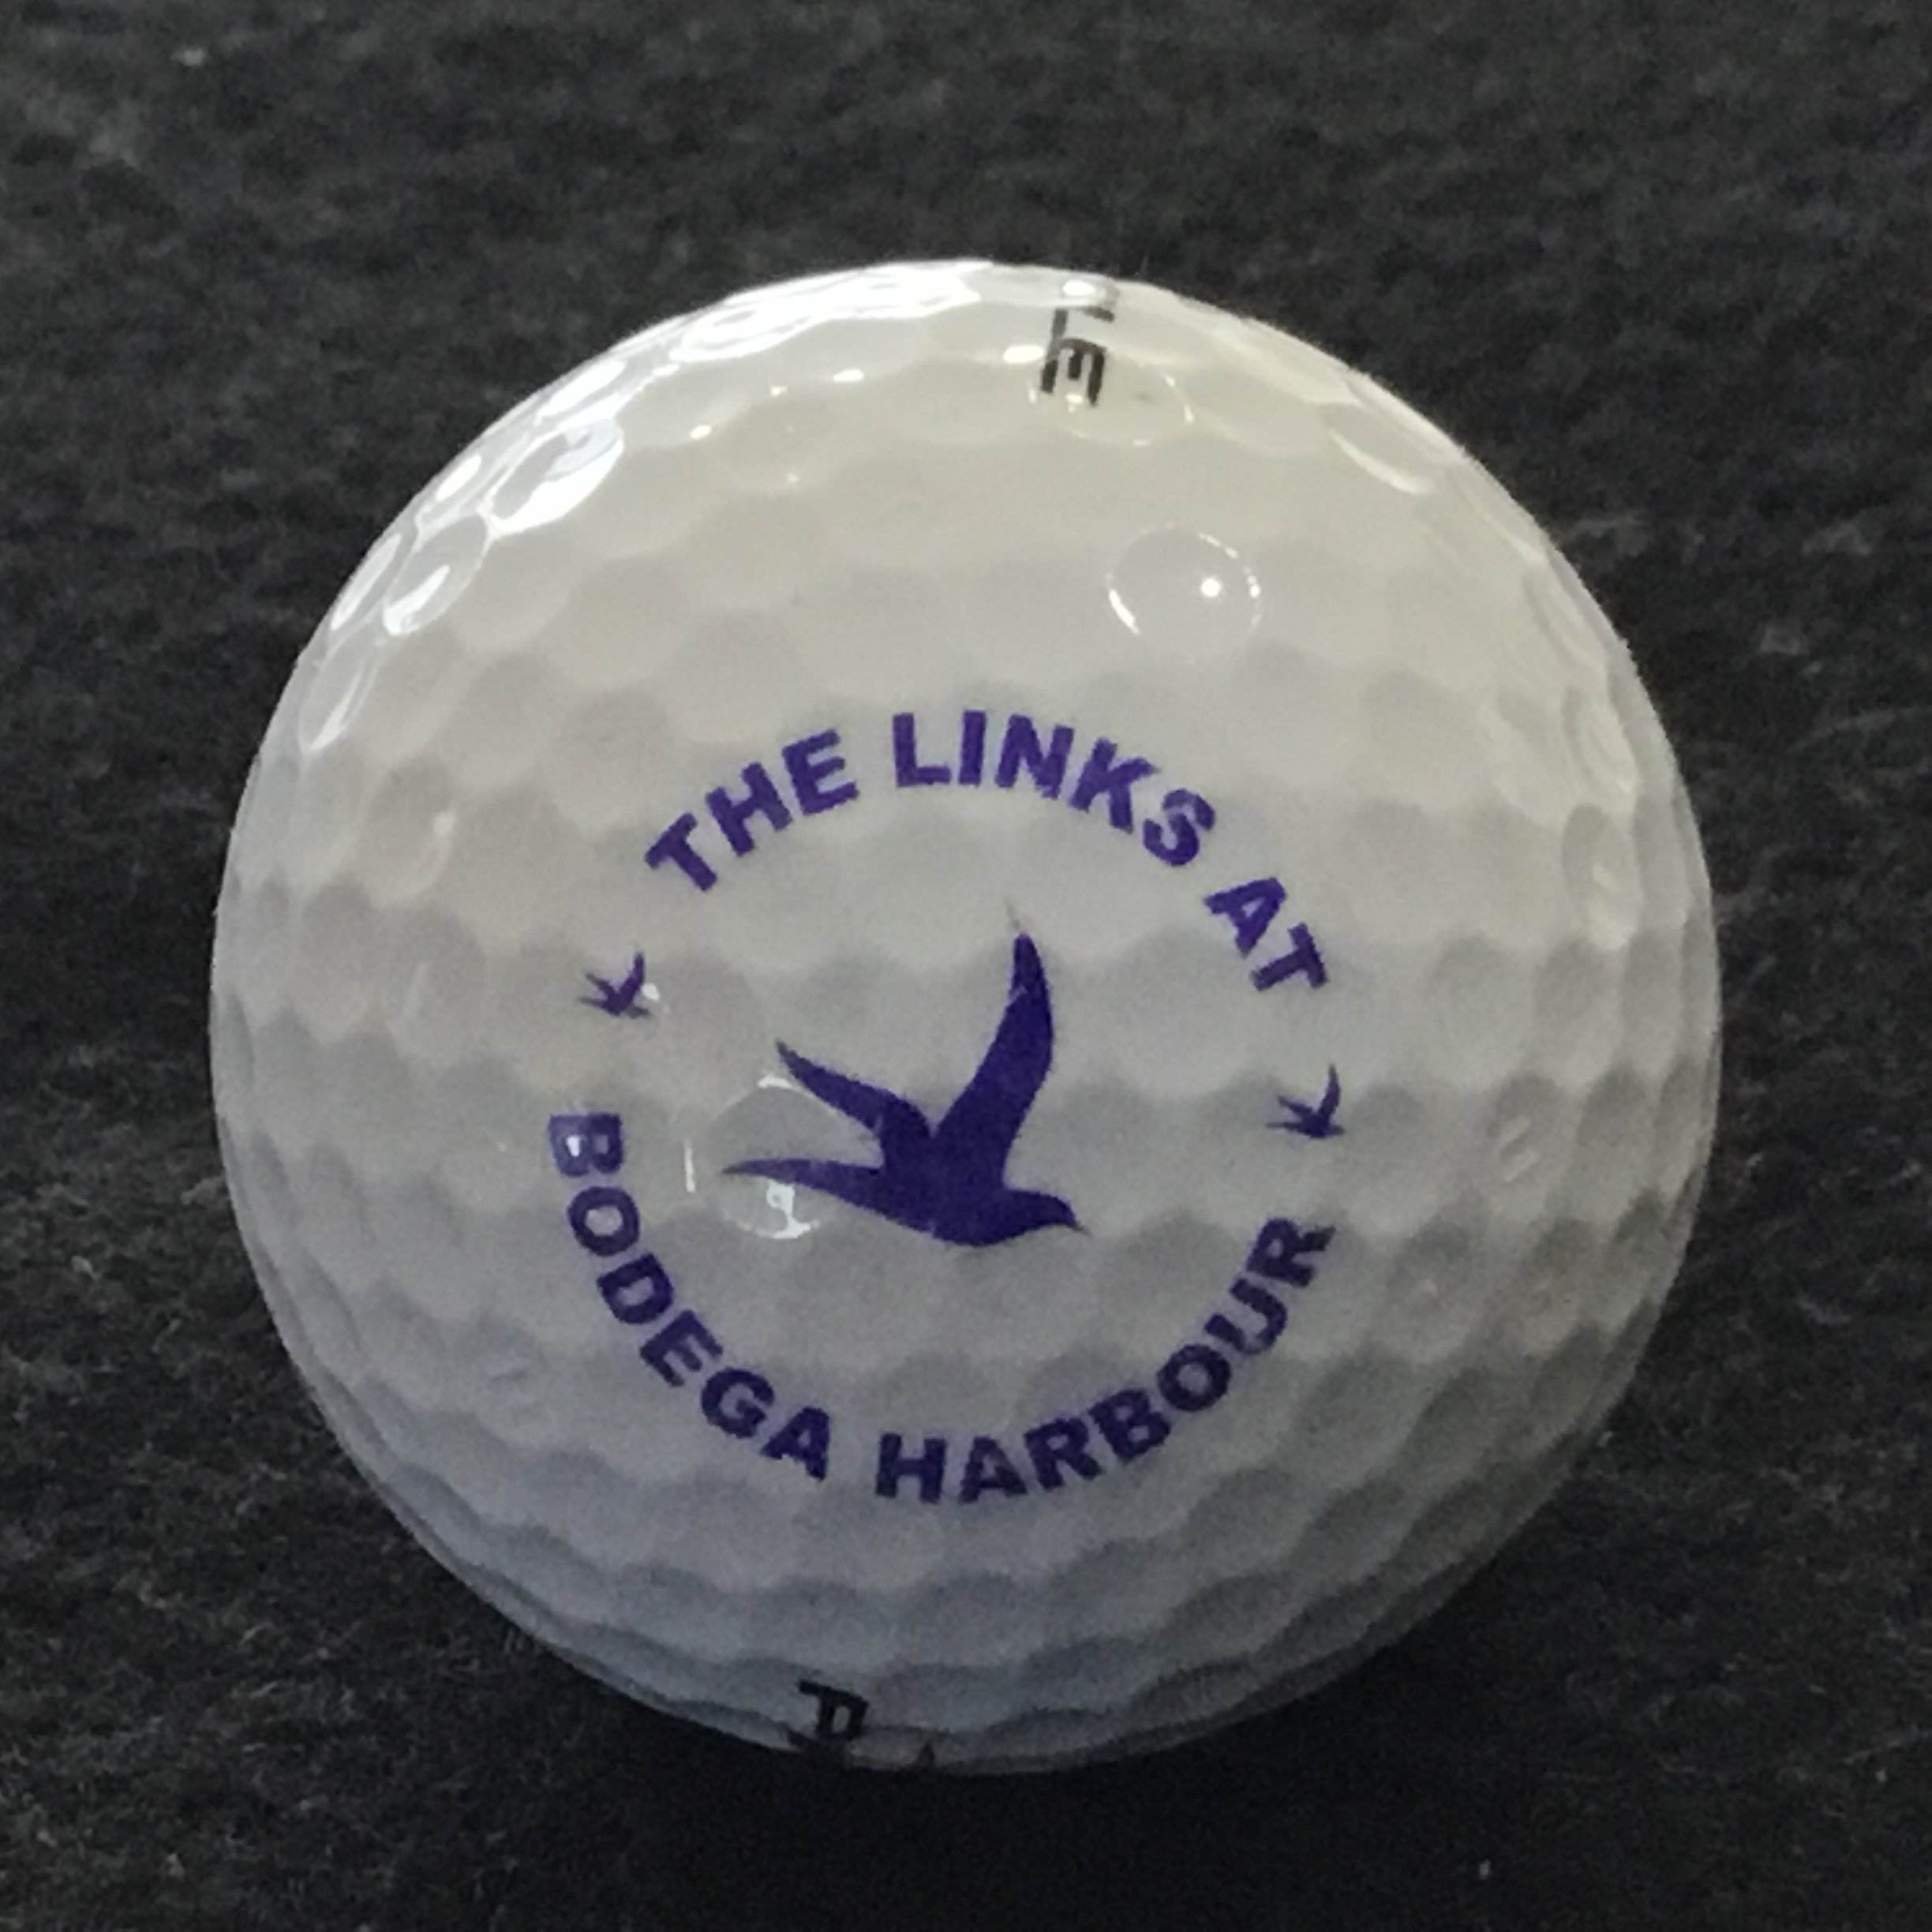 THE LINKS AT
BODEGA HARBOUR